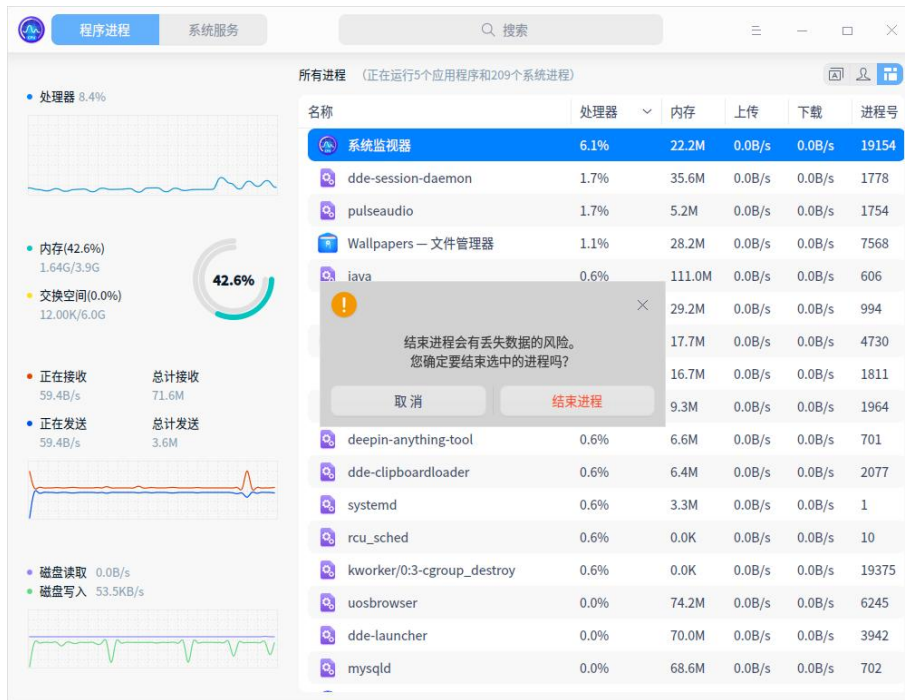 程序进程 系统服务 搜索
所有进程 (正在运行5个应用程序和209个系统进程)
处理器 8.4%
内存(42.6%)
1.64G/3.9G
42.6%
交换空间(0.0%)
12.00K/6.0G
正在接收 总计接收
59.4B/s 71.6M
正在发送 总计发送
59.4B/s 3.6M
磁盘读取 0.0B/s
磁盘写入 53.5KB/s
名称 处理器 内存 上传 下载 进程号
系统监视器 6.1% 22.2M 0.0B/s 0.0B/s 19154
dde-session-daemon 1.7% 35.6M 0.0B/s 0.0B/s 1778
pulseaudio 1.7% 5.2M 0.0B/s 0.0B/s 1754
Wallpapers — 文件管理器 1.1% 28.2M 0.0B/s 0.0B/s 7568
java 0.6% 111.0M 0.0B/s 0.0B/s 606
29.2M 0.0B/s 0.0B/s 994
17.7M 0.0B/s 0.0B/s 4730
16.7M 0.0B/s 0.0B/s 1811
9.3M 0.0B/s 0.0B/s 1964
结束进程会有丢失数据的风险。
您确定要结束选中的进程吗?
取消 结束进程
deepin-anything-tool 0.6% 6.6M 0.0B/s 0.0B/s 701
dde-clipboardloader 0.6% 6.4M 0.0B/s 0.0B/s 2077
systemd 0.6% 3.3M 0.0B/s 0.0B/s 1
rcu_sched 0.6% 0.0K 0.0B/s 0.0B/s 10
kworker/0:3-cgroup_destroy 0.6% 0.0K 0.0B/s 0.0B/s 19375
uosbrowser 0.0% 74.2M 0.0B/s 0.0B/s 6245
dde-launcher 0.0% 70.0M 0.0B/s 0.0B/s 3942
mysqld 0.0% 68.6M 0.0B/s 0.0B/s 702